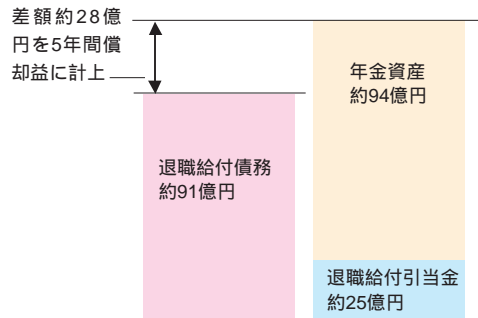 差額約28億
円を5年間償
却益に計上
年金資産
約94億円
退職給付債務
約91億円
退職給付引当金
約25億円